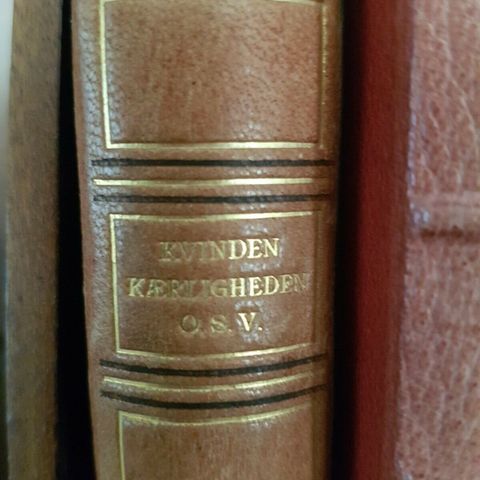 KVINDEN
KÆRLIGHEDEN
O. S. V.